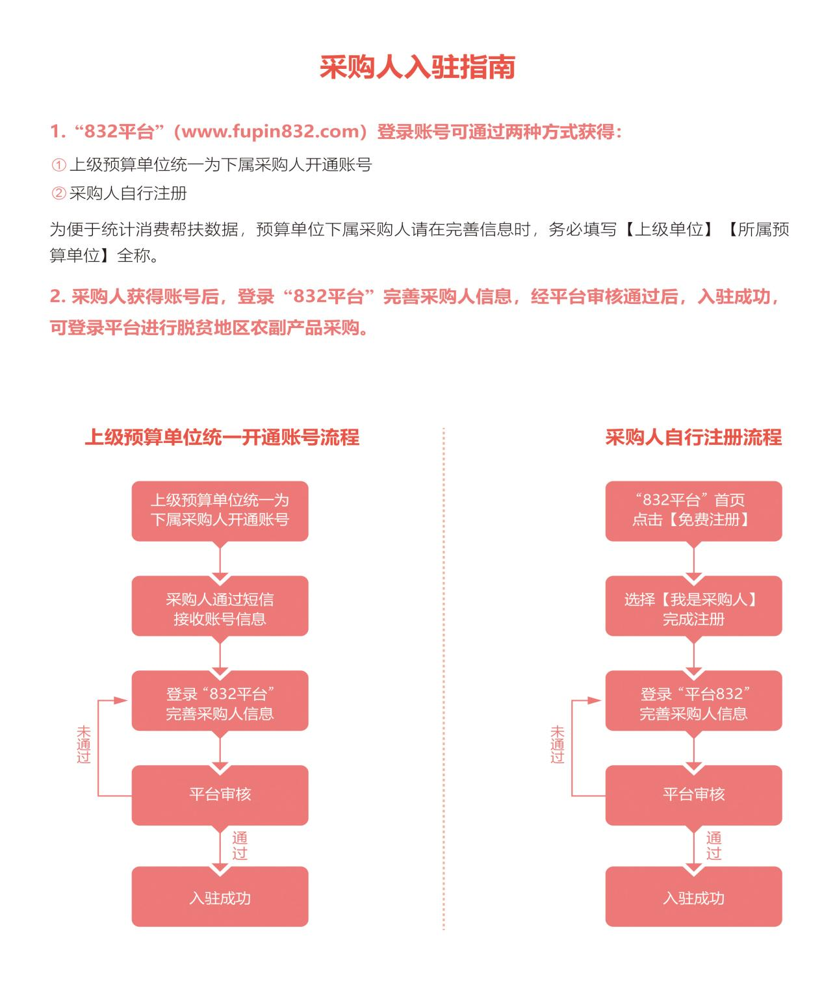 采购人入驻指南
1. “832平台”（www.fupin832.com）登录账号可通过两种方式获得：
①上级预算单位统一为下属采购人开通账号
②采购人自行注册
为便于统计消费帮扶数据，预算单位下属采购人请在完善信息时，务必填写【上级单位】【所属预
算单位】全称。
2. 采购人获得账号后，登录“832平台”完善采购人信息，经平台审核通过后，入驻成功，
可登录平台进行脱贫地区农副产品采购。
上级预算单位统一开通账号流程
上级预算单位统一为
下属采购人开通账号
采购人通过短信
接收账号信息
登录“832平台”
完善采购人信息
未通过
平台审核
通过
入驻成功
采购人自行注册流程
“832平台”首页
点击【免费注册】
选择【我是采购人】
完成注册
登录“平台832”
完善采购人信息
未通过
平台审核
通过
入驻成功